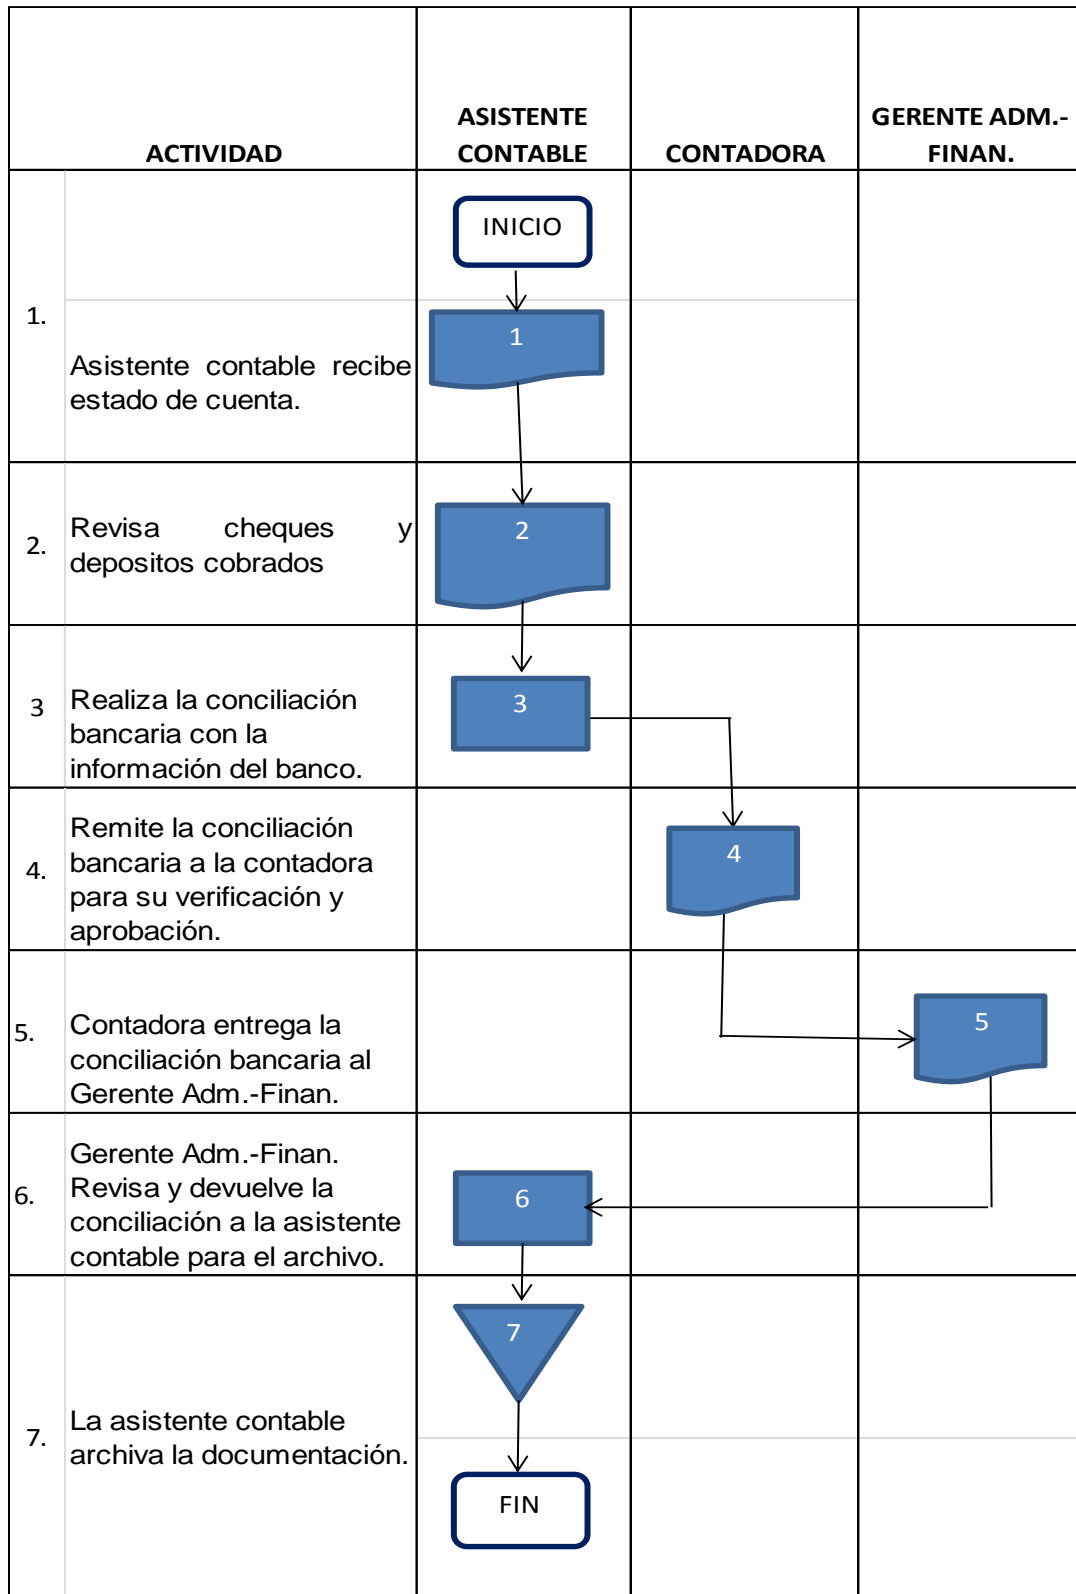 ACTIVIDAD
ASISTENTE
CONTABLE
CONTADORA
GERENTE ADM.-
FINAN.
INICIO
1.
Asistente contable recibe
estado de cuenta.
1
2.
Revisa cheques y
depositos cobrados
2
3
Realiza la conciliación
bancaria con la
información del banco.
3
4.
Remite la conciliación
bancaria a la contadora
para su verificación y
aprobación.
4
5.
Contadora entrega la
conciliación bancaria al
Gerente Adm.-Finan.
5
6.
Gerente Adm.-Finan.
Revisa y devuelve la
conciliación a la asistente
contable para el archivo.
6
7.
La asistente contable
archiva la documentación.
7
FIN